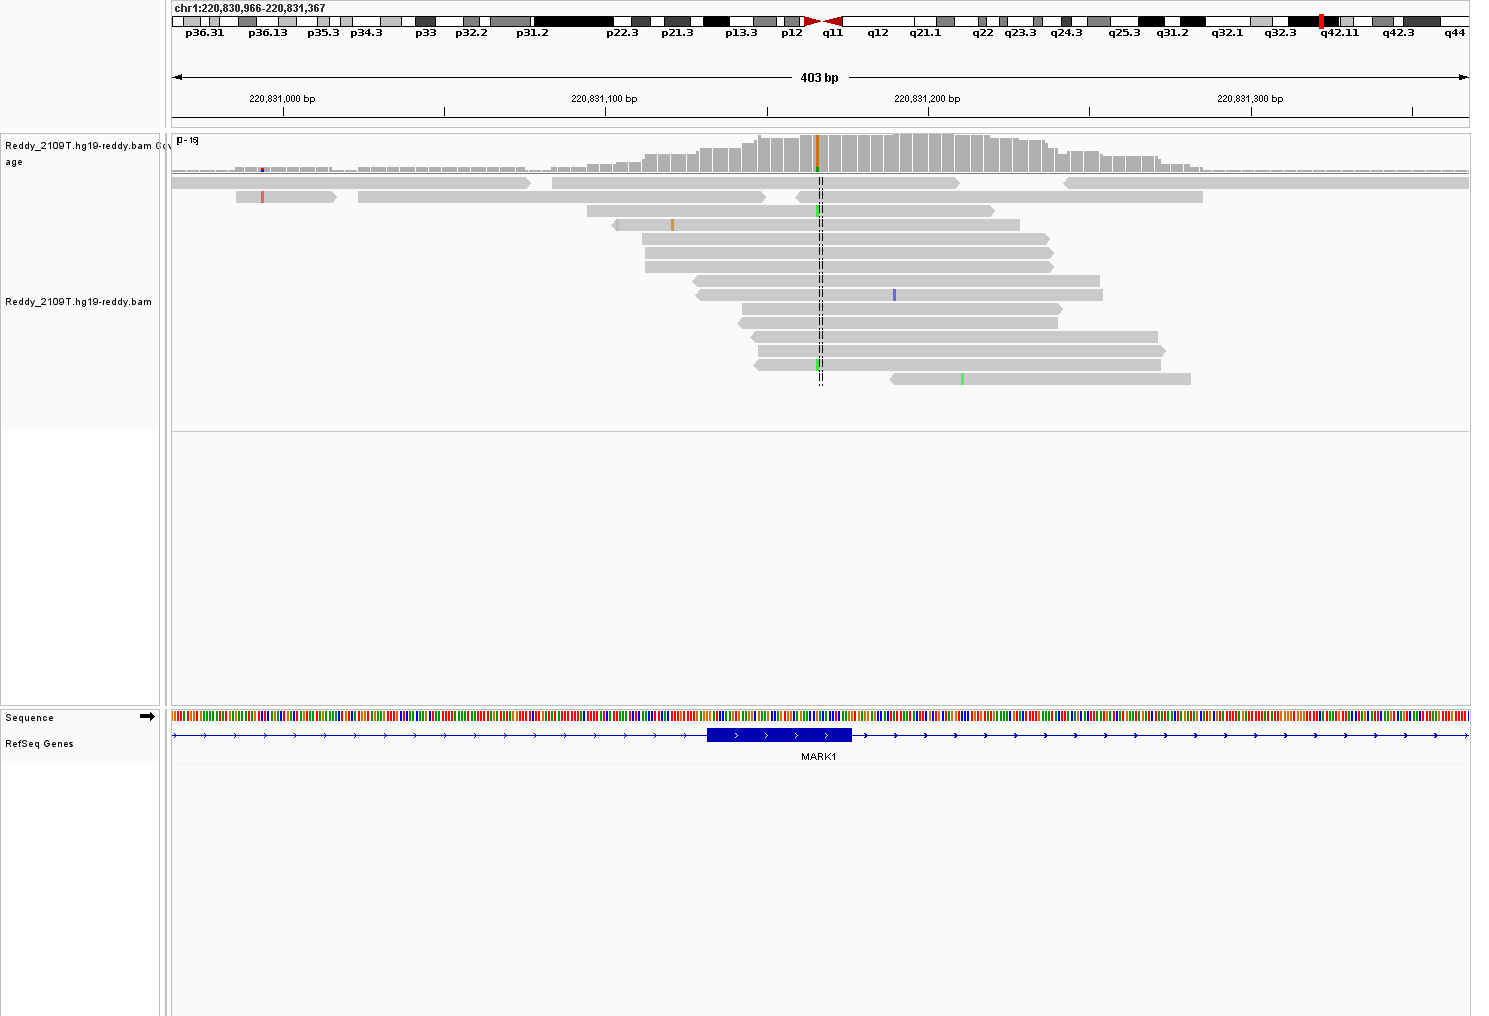 chr1:220,830,966-220,831,367
p36.31 p36.13 p35.3 p34.3 p33 p32.2 p31.2 p22.3 p21.3 p13.3 p12 q11 q12 q21.1 q22 q23.3 q24.3 q25.3 q31.2 q32.1 q32.3 q42.11 q42.3 q44
403 bp
220,831,000 bp 220,831,100 bp 220,831,200 bp 220,831,300 bp
Reddy_2109T.hg19-reddy.bam Cov
age
[0 - 15]
Reddy_2109T.hg19-reddy.bam
Sequence
RefSeq Genes
MARK1